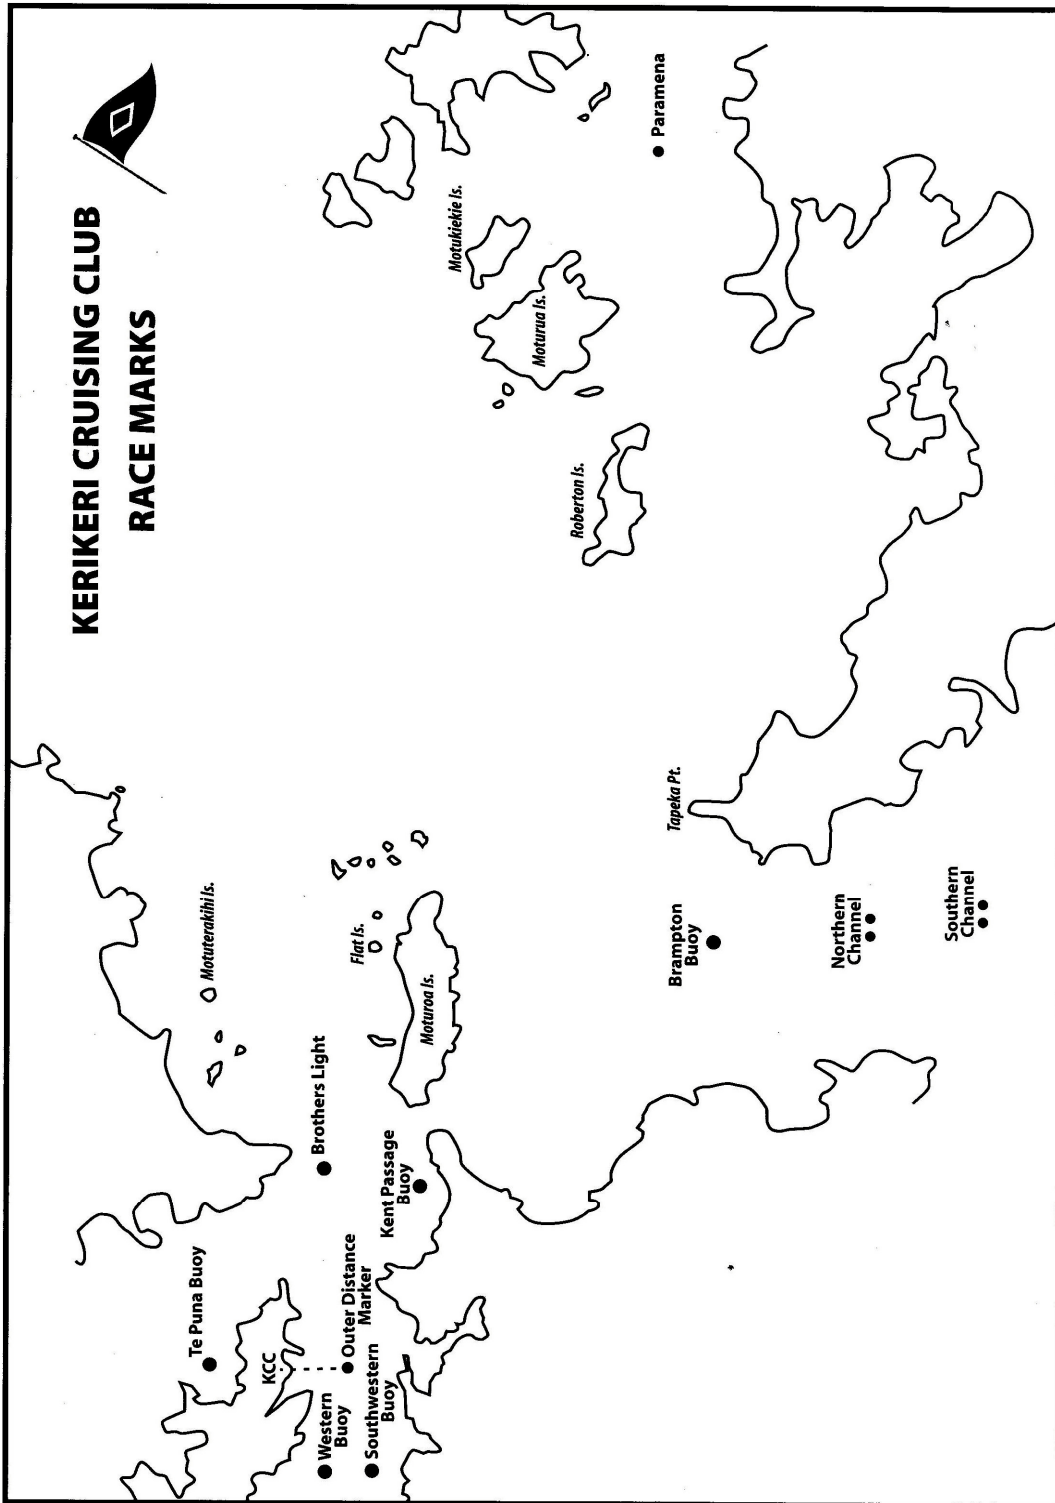 KERIKERI CRUISING CLUB
RACE MARKS
Te Puna Buoy
KCC
Western
Buoy
Outer Distance
Marker
Southwestern
Buoy
Brothers Light
Kent Passage
Buoy
Motuterakihi Is.
Flat Is.
Moturoa Is.
Motukiekie Is.
Moturua Is.
Roberton Is.
Paramena
Tapeka Pt.
Brampton
Buoy
Northern
Channel
Southern
Channel